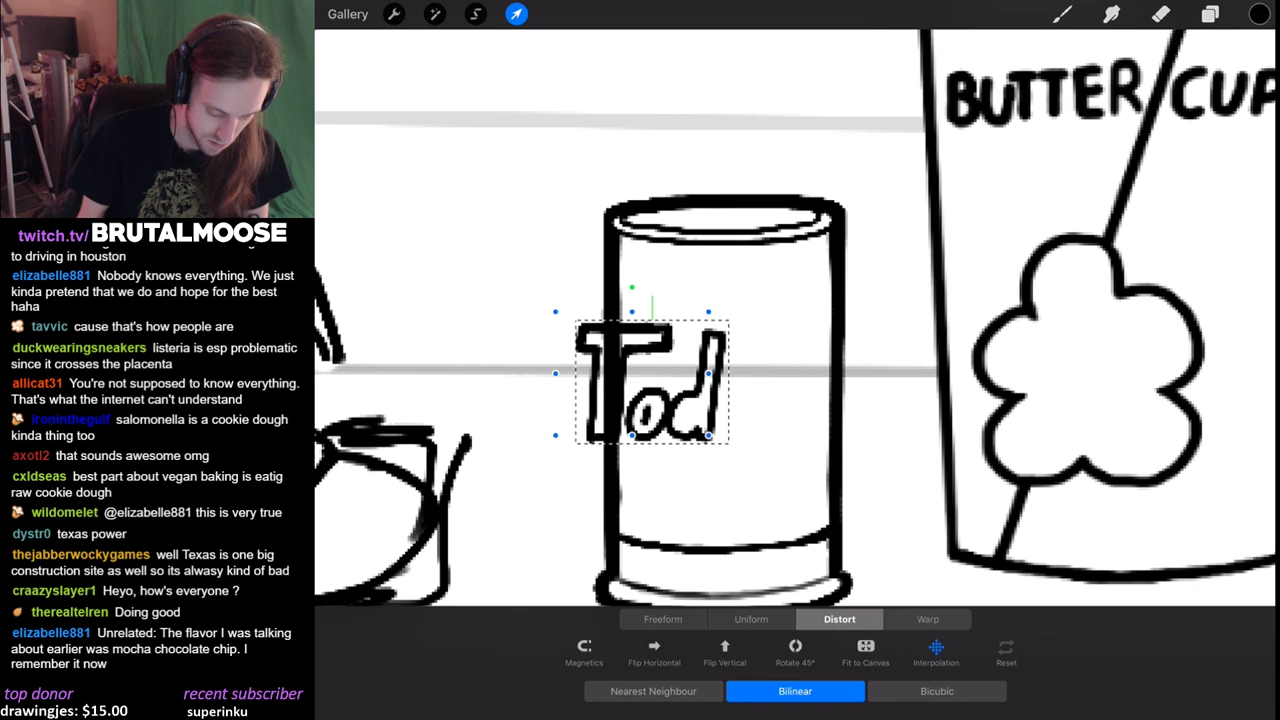 Gallery
BUTTER CUP
Tod
twitch.tv/BRUTALMOOSE
to driving in houston
elizabelle881 Nobody knows everything. We just
kinda pretend that we do and hope for the best
haha
tavvic cause that's how people are
duckwearingsneakers listeria is esp problematic
since it crosses the placenta
allicat31 You're not supposed to know everything.
That's what the internet can't understand
ironinthegulf salomonella is a cookie dough
kinda thing too
axotl2 that sounds awesome omg
cxldseas best part about vegan baking is eatig
raw cookie dough
wildomelet @elizabelle881 this is very true
dystr0 texas power
thejabberwockygames well Texas is one big
construction site as well so its alwasy kind of bad
craazyslayer1 Heyo, how's everyone ?
therealtelren Doing good
elizabelle881 Unrelated: The flavor I was talking
about earlier was mocha chocolate chip. I
remember it now
top donor recent subscriber
drawingjes: $15.00 superinku
Freeform Uniform Distort Warp
Magnetics Flip Horizontal Flip Vertical Rotate 45° Fit to Canvas Interpolation Reset
Nearest Neighbour Bilinear Bicubic